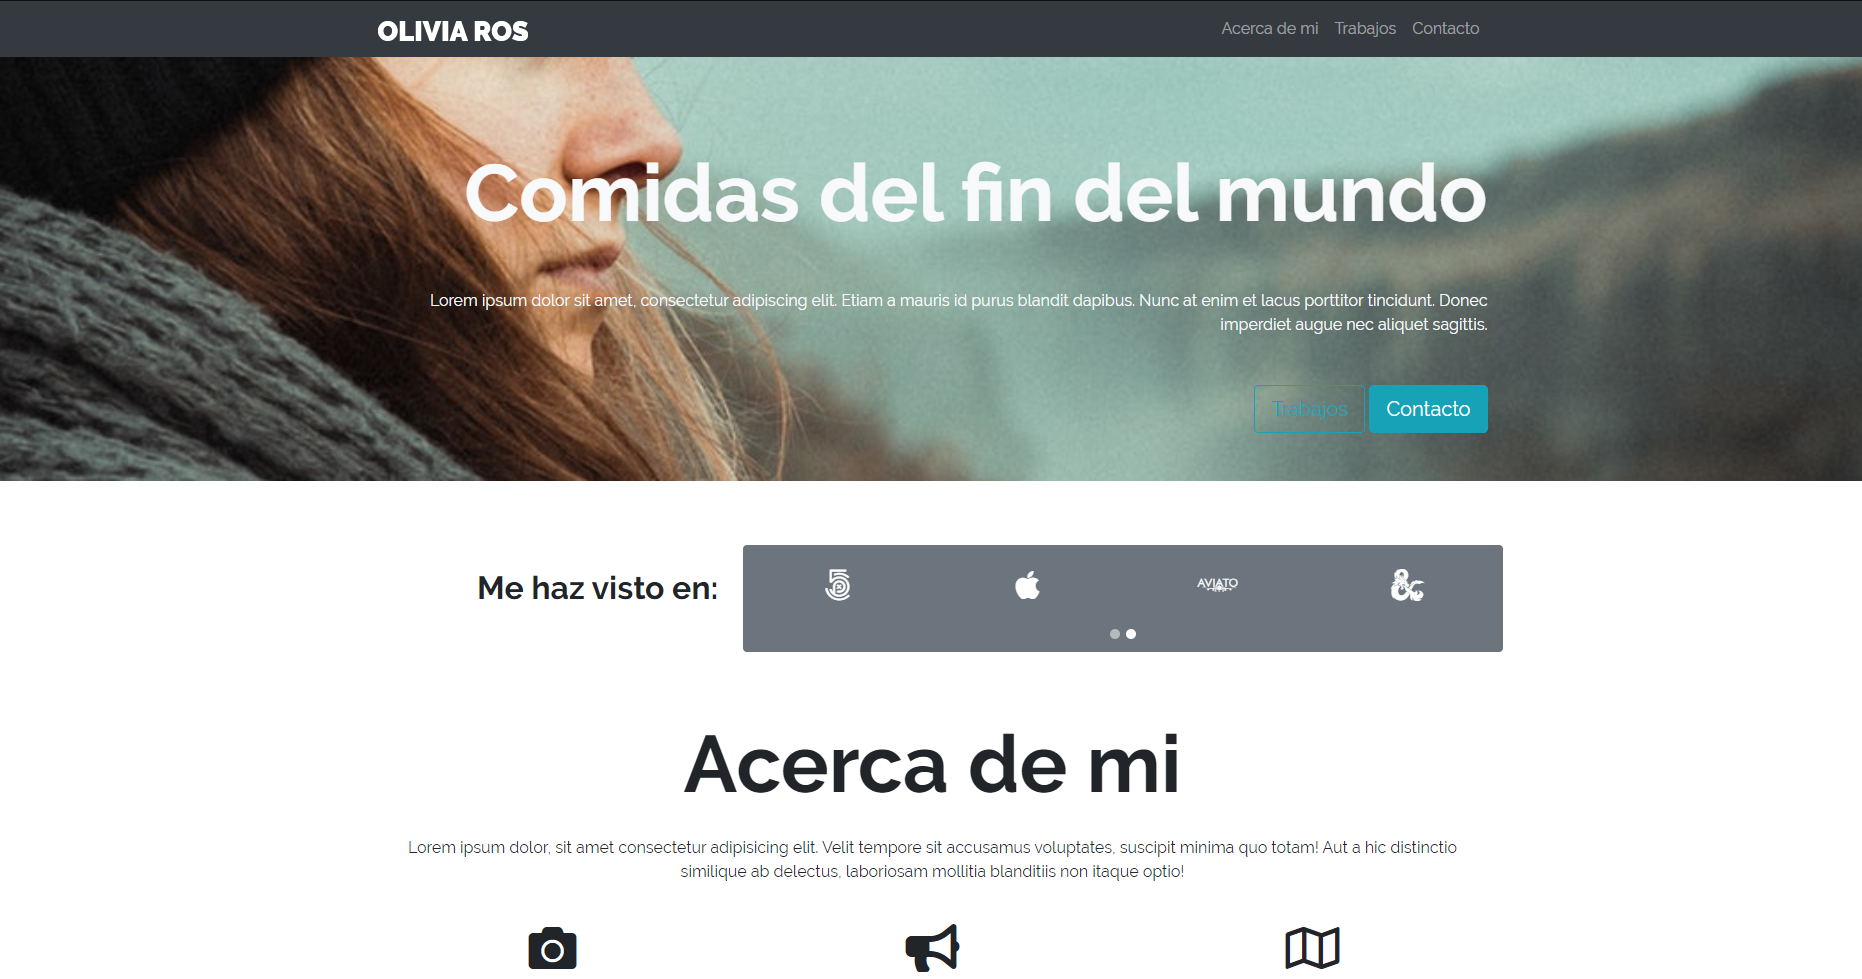 OLIVIA ROS
Acerca de mi Trabajos Contacto
Comidas del fin del mundo
Lorem ipsum dolor sit amet, consectetur adipiscing elit. Etiam a mauris id purus blandit dapibus. Nunc at enim et lacus porttitor tincidunt. Donec
imperdiet augue nec aliquet sagittis.
Trabajos Contacto
Me haz visto en:
5 AVIATO &
Acerca de mi
Lorem ipsum dolor, sit amet consectetur adipisicing elit. Velit tempore sit accusamus voluptates, suscipit minima quo totam! Aut a hic distinctio
similique ab delectus, laboriosam mollitia blanditiis non itaque optio!